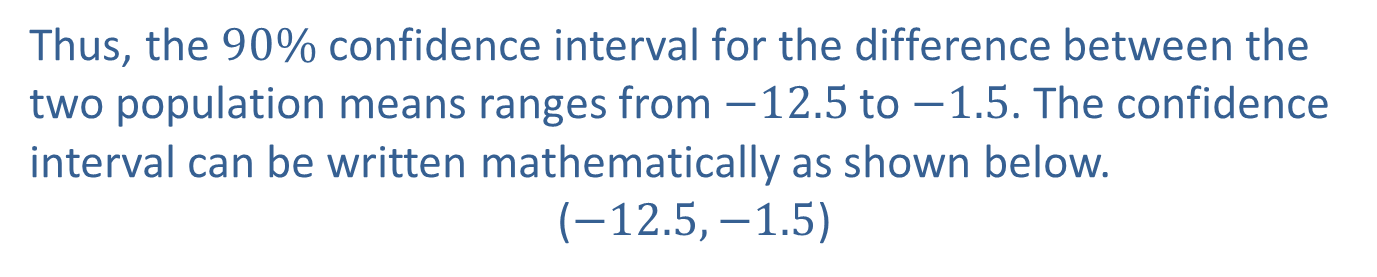 Thus, the 90% confidence interval for the difference between the
two population means ranges from −12.5 to −1.5. The confidence
interval can be written mathematically as shown below.
(−12.5, −1.5)